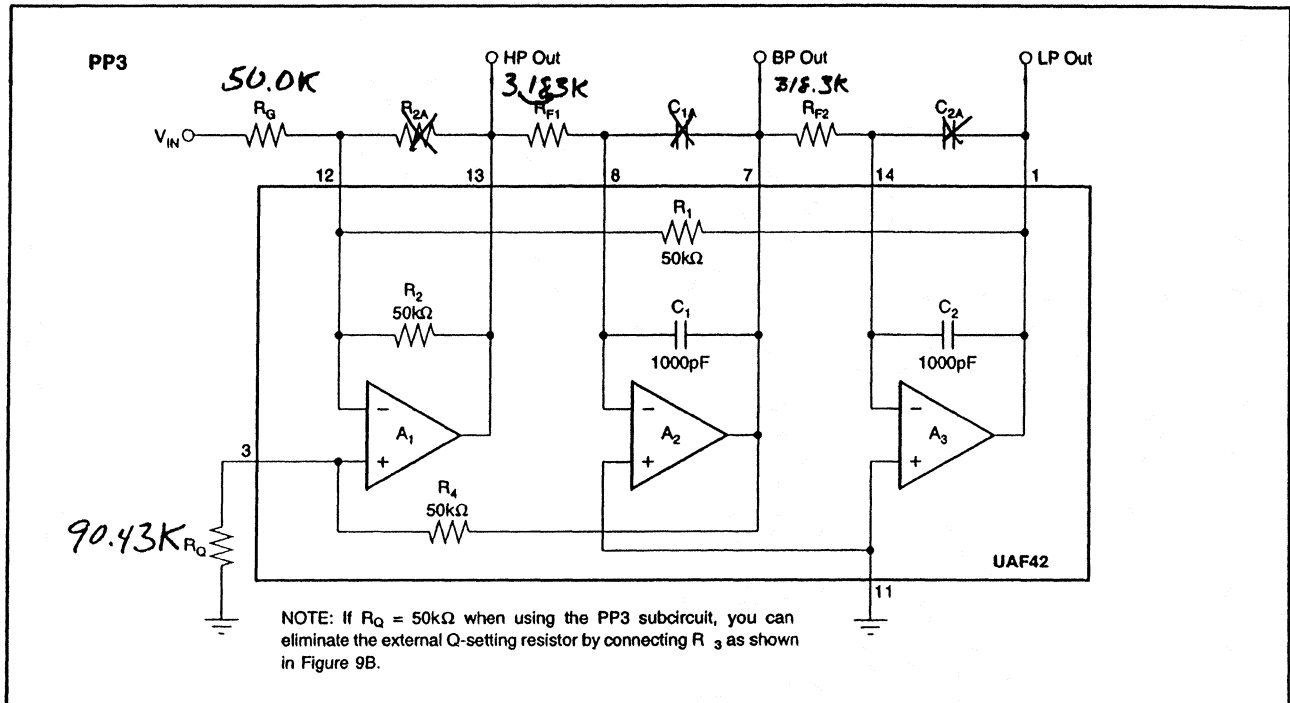 PP3
HP Out
BP Out
LP Out
50.0K
3.183K
318.3K
R_G
R_2A
R_F1
C_1A
R_F2
C_2A
V_IN
12
13
8
7
14
1
R_1
50kΩ
R_2
50kΩ
C_1
1000pF
C_2
1000pF
−
−
−
A_1
A_2
A_3
3
+
+
+
R_4
50kΩ
90.43K R_Q
UAF42
11
NOTE: If R_Q = 50kΩ when using the PP3 subcircuit, you can
eliminate the external Q-setting resistor by connecting R_3 as shown
in Figure 9B.